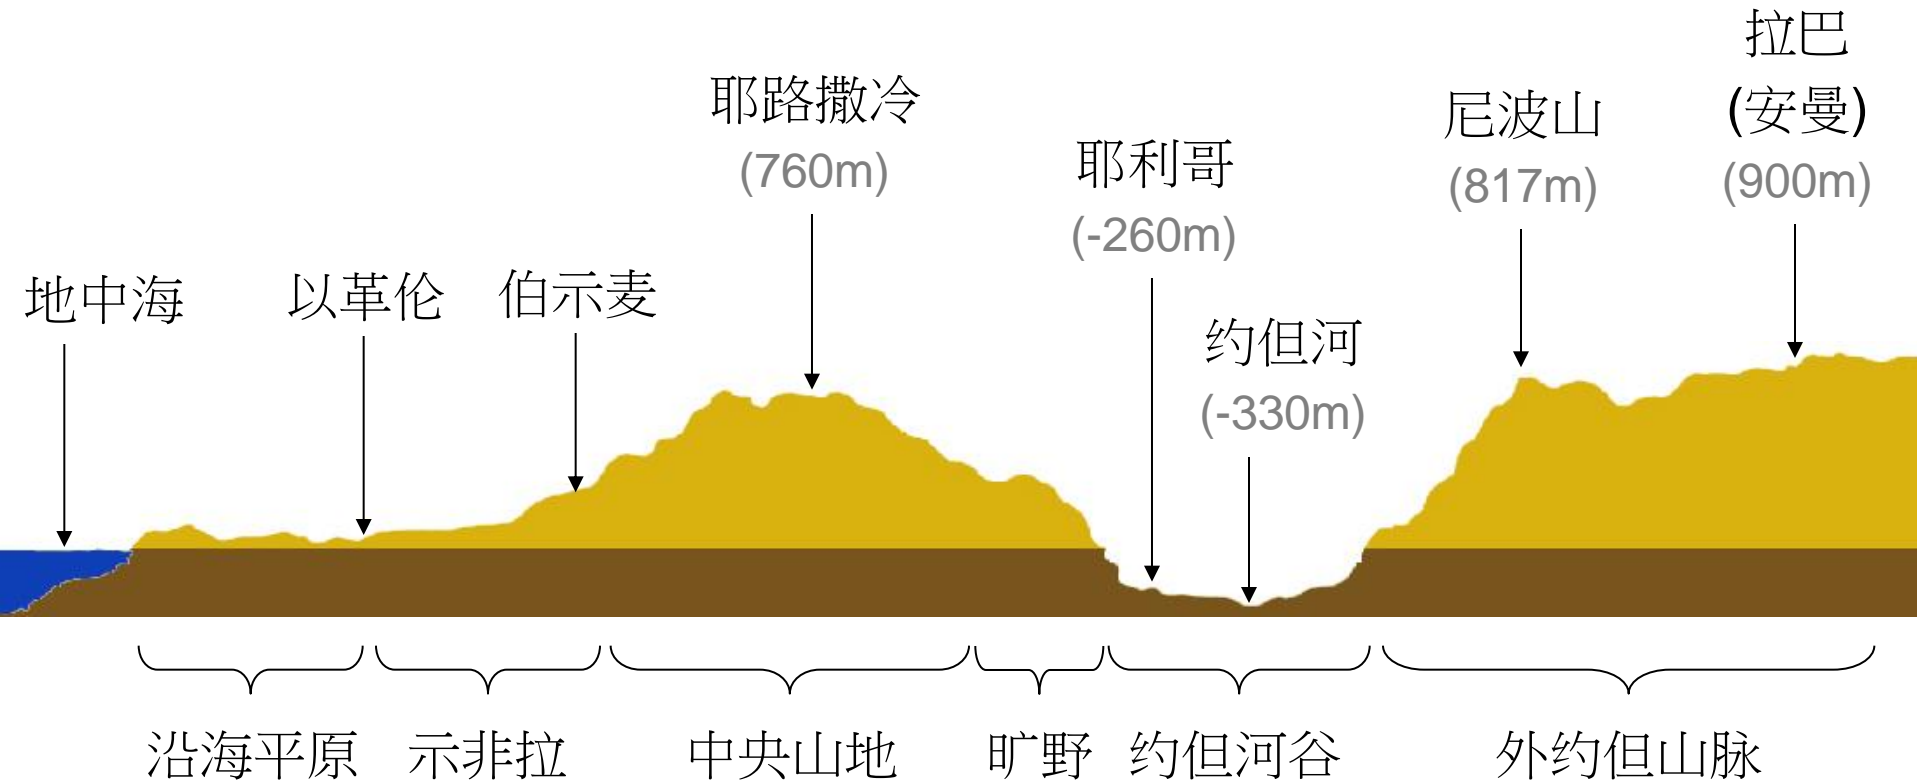 拉巴
(安曼)
(900m)
耶路撒冷
(760m)
尼波山
(817m)
耶利哥
(-260m)
地中海
以革伦
伯示麦
约但河
(-330m)
沿海平原
示非拉
中央山地
旷野
约但河谷
外约但山脉